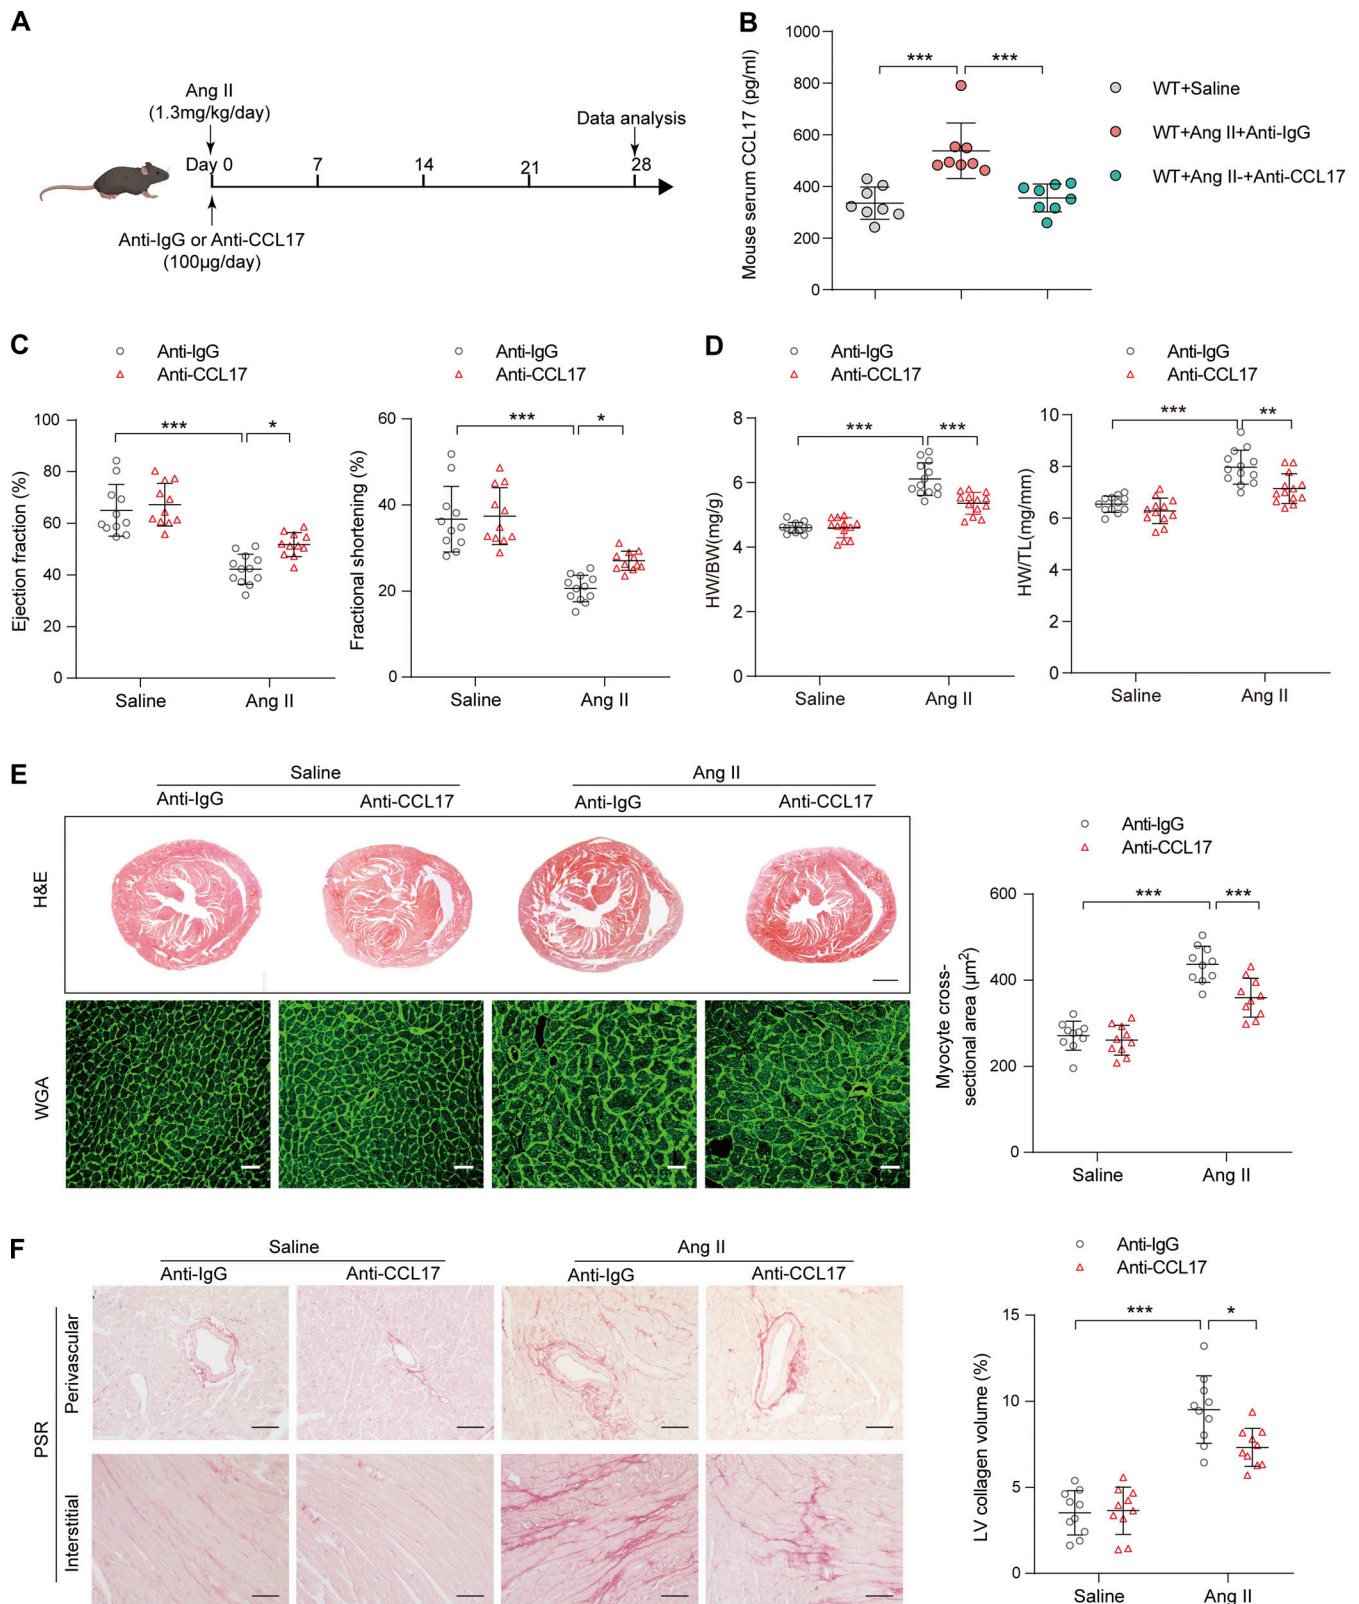 A
Ang II
(1.3mg/kg/day)
Data analysis
Day 0 7 14 21 28
Anti-IgG or Anti-CCL17
(100µg/day)
B
Mouse serum CCL17 (pg/ml)
1000
800
600
400
200
0
*** ***
WT+Saline
WT+Ang II+Anti-IgG
WT+Ang II-+Anti-CCL17
C
Anti-IgG
Anti-CCL17
Ejection fraction (%)
100
80
60
40
20
0
*** *
Saline Ang II
Anti-IgG
Anti-CCL17
Fractional shortening (%)
60
40
20
0
*** *
Saline Ang II
D
Anti-IgG
Anti-CCL17
HW/BW(mg/g)
8
6
4
2
0
*** ***
Saline Ang II
Anti-IgG
Anti-CCL17
HW/TL(mg/mm)
10
8
6
4
2
0
*** **
Saline Ang II
E
Saline Ang II
Anti-IgG Anti-CCL17 Anti-IgG Anti-CCL17
H&E
WGA
Anti-IgG
Anti-CCL17
Myocyte cross-
sectional area (µm²)
600
400
200
0
*** ***
Saline Ang II
F
Saline Ang II
Anti-IgG Anti-CCL17 Anti-IgG Anti-CCL17
PSR
Perivascular
Interstitial
Anti-IgG
Anti-CCL17
LV collagen volume (%)
15
10
5
0
*** *
Saline Ang II